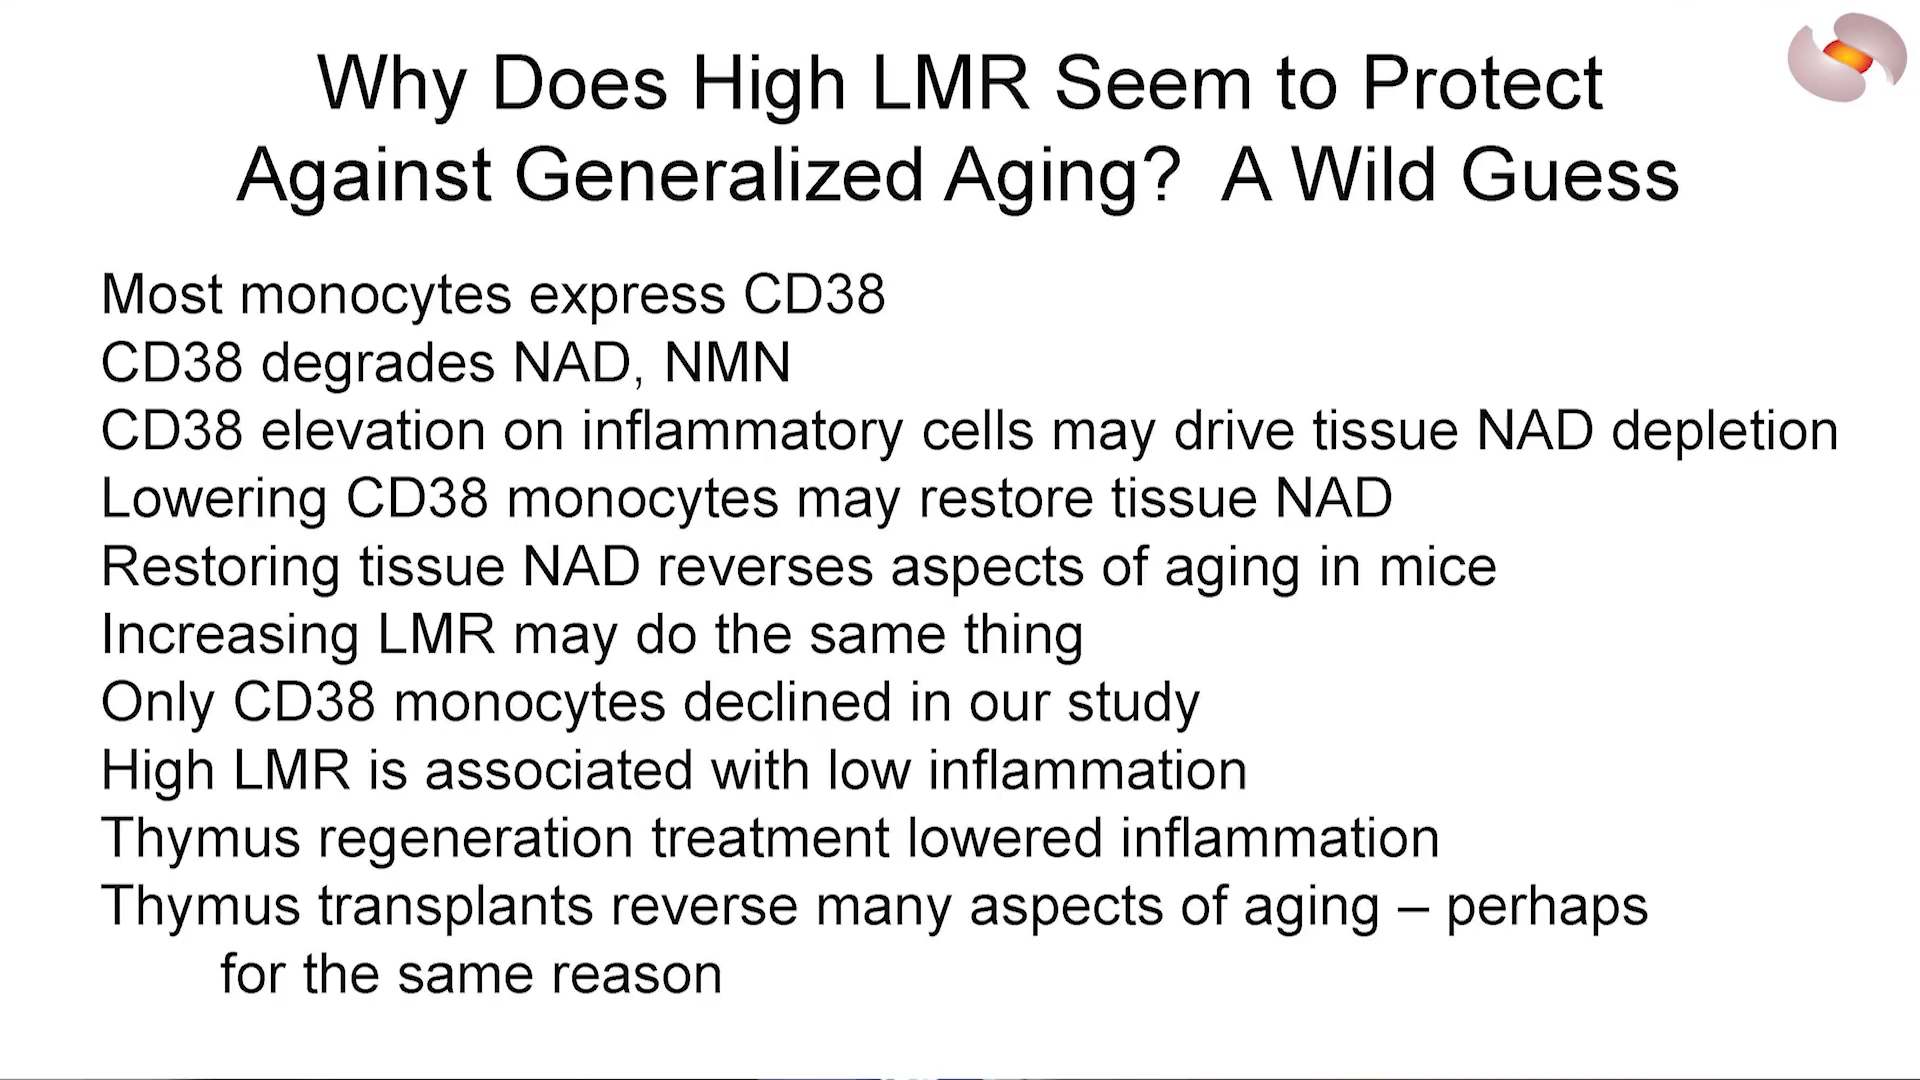 Why Does High LMR Seem to Protect
Against Generalized Aging? A Wild Guess
Most monocytes express CD38
CD38 degrades NAD, NMN
CD38 elevation on inflammatory cells may drive tissue NAD depletion
Lowering CD38 monocytes may restore tissue NAD
Restoring tissue NAD reverses aspects of aging in mice
Increasing LMR may do the same thing
Only CD38 monocytes declined in our study
High LMR is associated with low inflammation
Thymus regeneration treatment lowered inflammation
Thymus transplants reverse many aspects of aging – perhaps
for the same reason